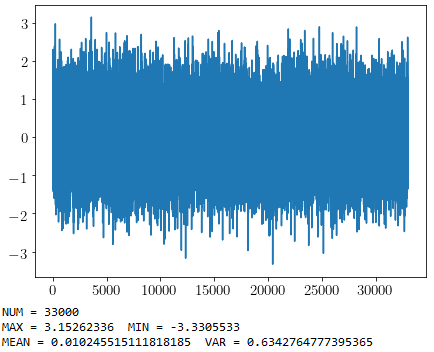 3
2
1
0
−1
−2
−3
0 5000 10000 15000 20000 25000 30000
NUM = 33000
MAX = 3.15262336 MIN = -3.3305533
MEAN = 0.010245515111818185 VAR = 0.6342764777395365